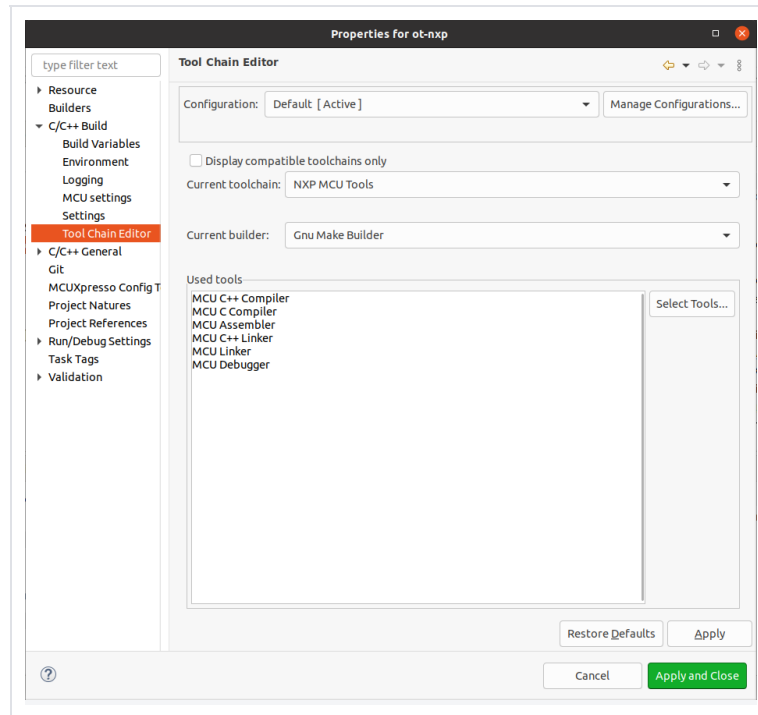 Properties for ot-nxp
type filter text
Resource
Builders
C/C++ Build
Build Variables
Environment
Logging
MCU settings
Settings
Tool Chain Editor
C/C++ General
Git
MCUXpresso Config T
Project Natures
Project References
Run/Debug Settings
Task Tags
Validation
Tool Chain Editor
Configuration: Default [ Active ] Manage Configurations...
Display compatible toolchains only
Current toolchain: NXP MCU Tools
Current builder: Gnu Make Builder
Used tools
MCU C++ Compiler
MCU C Compiler
MCU Assembler
MCU C++ Linker
MCU Linker
MCU Debugger
Select Tools...
Restore Defaults Apply
? Cancel Apply and Close